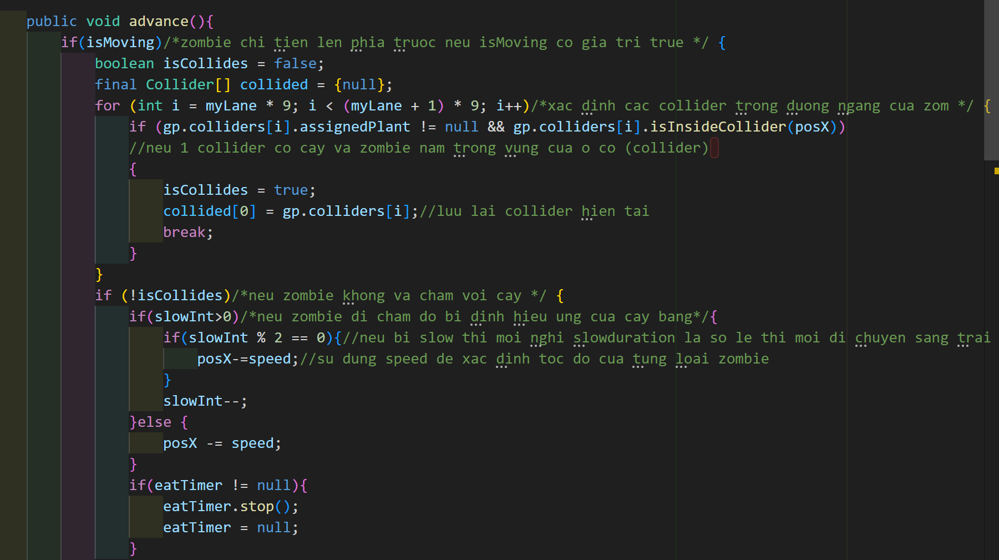 public void advance(){
if(isMoving)/*zombie chi tien len phia truoc neu isMoving co gia tri true */ {
boolean isCollides = false;
final Collider[] collided = {null};
for (int i = myLane * 9; i < (myLane + 1) * 9; i++)/*xac dinh cac collider trong duong ngang cua zom */ {
if (gp.colliders[i].assignedPlant != null && gp.colliders[i].isInsideCollider(posX))
//neu 1 collider co cay va zombie nam trong vung cua o co (collider)
{
isCollides = true;
collided[0] = gp.colliders[i];//luu lai collider hien tai
break;
}
}
if (!isCollides)/*neu zombie khong va cham voi cay */ {
if(slowInt>0)/*neu zombie di cham do bi dinh hieu ung cua cay bang*/{
if(slowInt % 2 == 0){//neu bi slow thi moi nghi slowduration la so le thi moi di chuyen sang trai
posX-=speed;//su dung speed de xac dinh toc do cua tung loai zombie
}
slowInt--;
}else {
posX -= speed;
}
if(eatTimer != null){
eatTimer.stop();
eatTimer = null;
}